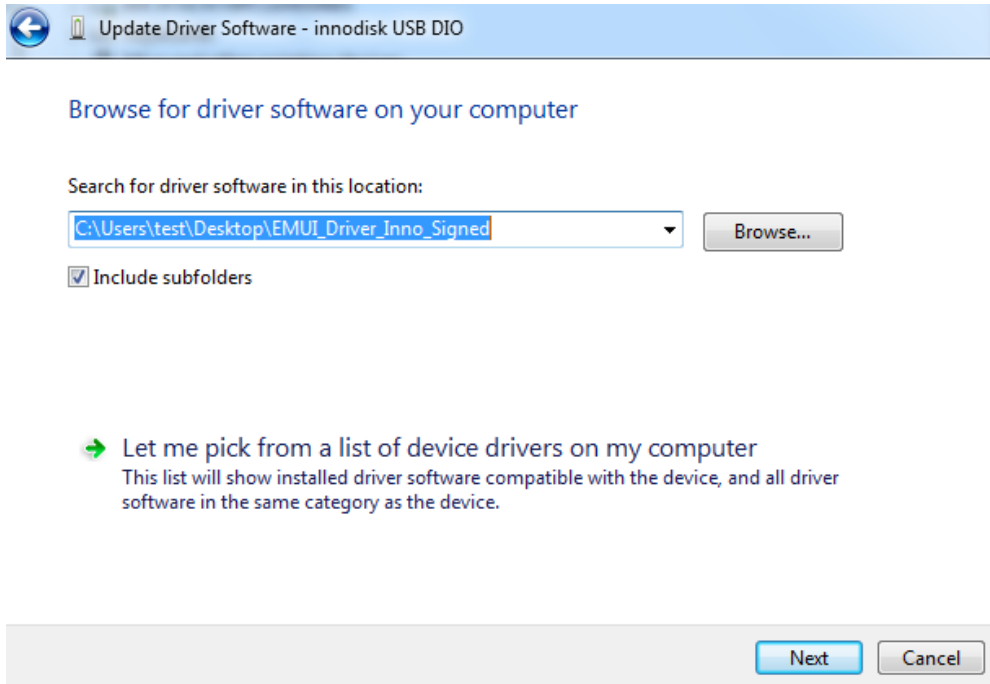 Update Driver Software - innodisk USB DIO
Browse for driver software on your computer
Search for driver software in this location:
C:\Users\test\Desktop\EMUI_Driver_Inno_Signed
Browse...
Include subfolders
Let me pick from a list of device drivers on my computer
This list will show installed driver software compatible with the device, and all driver
software in the same category as the device.
Next
Cancel